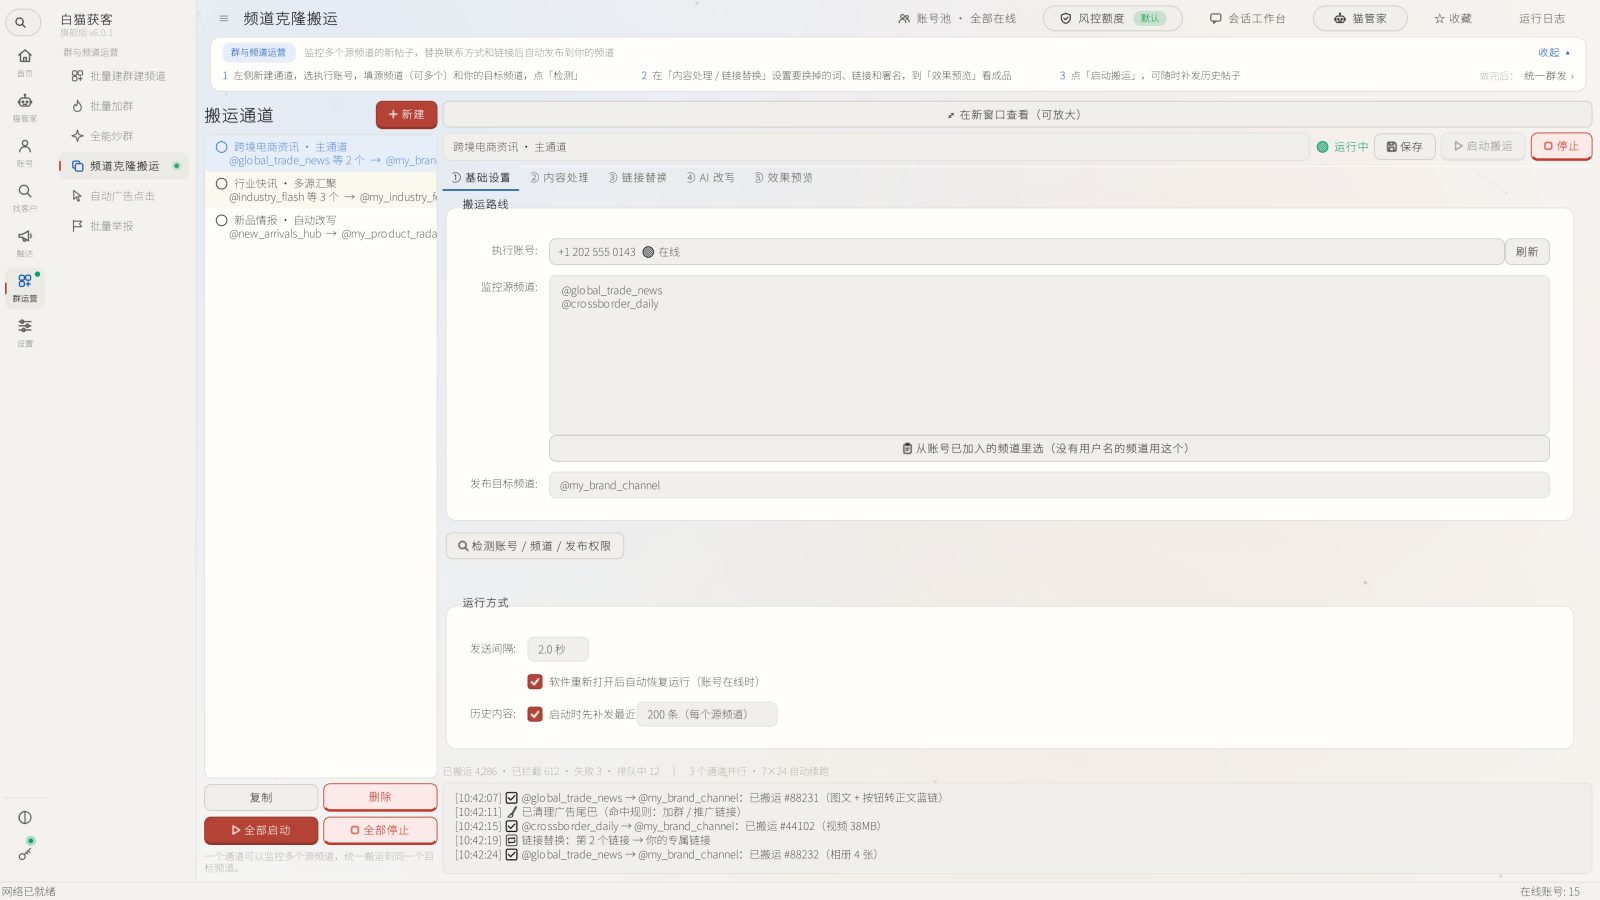 白猫获客
旗舰版 v6.0.1
首页
猫管家
账号
找客户
触达
群运营
设置
群与频道运营
批量建群建频道
批量加群
全能炒群
频道克隆搬运
自动广告点击
批量举报
频道克隆搬运
账号池 · 全部在线
风控额度 默认
会话工作台
猫管家
☆ 收藏
运行日志
群与频道运营 监控多个源频道的新帖子，替换联系方式和链接后自动发布到你的频道
收起 ▲
1 左侧新建通道，选执行账号，填源频道（可多个）和你的目标频道，点「检测」
2 在「内容处理 / 链接替换」设置要换掉的词、链接和署名，到「效果预览」看成品
3 点「启动搬运」，可随时补发历史帖子
做完后： 统一群发 ›
搬运通道
+ 新建
跨境电商资讯 · 主通道
@global_trade_news 等 2 个 → @my_bran
行业快讯 · 多源汇聚
@industry_flash 等 3 个 → @my_industry_f
新品情报 · 自动改写
@new_arrivals_hub → @my_product_rada
复制
删除
▷ 全部启动
全部停止
一个通道可以监控多个源频道，统一搬运到同一个目
标频道。
在新窗口查看（可放大）
跨境电商资讯 · 主通道
运行中
保存
▷ 启动搬运
停止
① 基础设置
② 内容处理
③ 链接替换
④ AI 改写
⑤ 效果预览
搬运路线
执行账号:
+1 202 555 0143 在线
刷新
监控源频道:
@global_trade_news
@crossborder_daily
从账号已加入的频道里选（没有用户名的频道用这个）
发布目标频道:
@my_brand_channel
检测账号 / 频道 / 发布权限
运行方式
发送间隔:
2.0 秒
软件重新打开后自动恢复运行（账号在线时）
历史内容:
启动时先补发最近 200 条（每个源频道）
已搬运 4,286 · 已拦截 612 · 失败 3 · 排队中 12 | 3 个通道并行 · 7×24 自动续跑
[10:42:07] ☑ @global_trade_news → @my_brand_channel：已搬运 #88231（图文 + 按钮转正文蓝链）
[10:42:11] 已清理广告尾巴（命中规则：加群 / 推广链接）
[10:42:15] ☑ @crossborder_daily → @my_brand_channel：已搬运 #44102（视频 38MB）
[10:42:19] 链接替换：第 2 个链接 → 你的专属链接
[10:42:24] ☑ @global_trade_news → @my_brand_channel：已搬运 #88232（相册 4 张）
网络已就绪
在线账号: 15